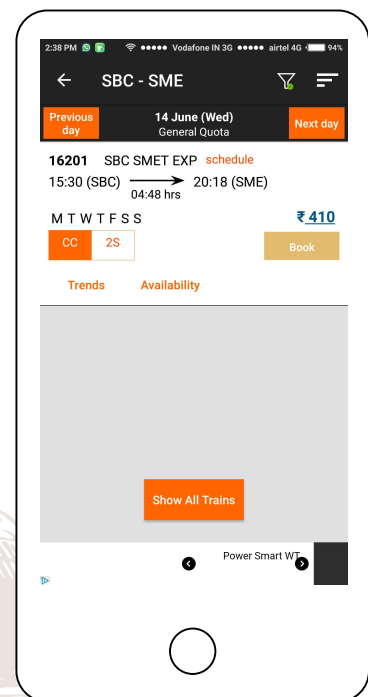 2:38 PM Vodafone IN 3G airtel 4G 94%
SBC - SME
Previous day
14 June (Wed)
General Quota
Next day
16201 SBC SMET EXP schedule
15:30 (SBC) 20:18 (SME)
04:48 hrs
M T W T F S S ₹ 410
CC 2S Book
Trends Availability
Show All Trains
Power Smart WT